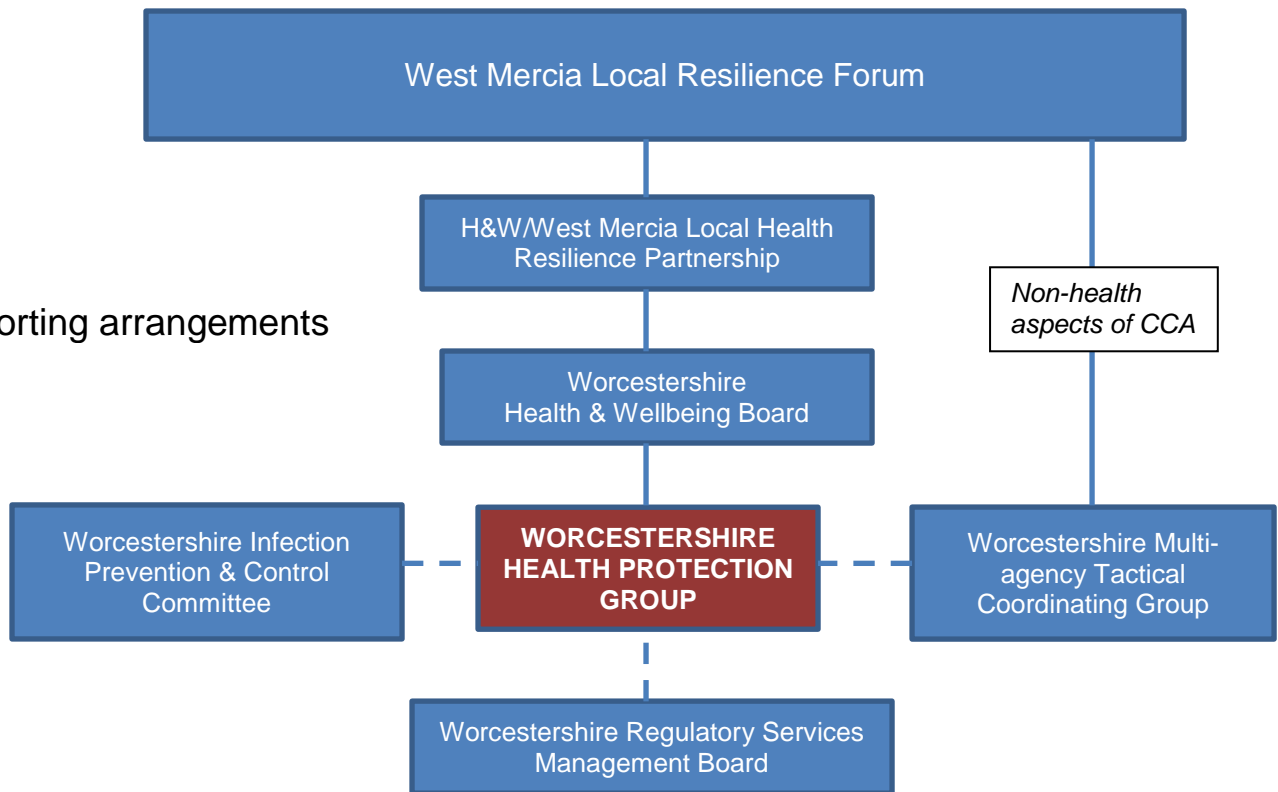 West Mercia Local Resilience Forum
H&W/West Mercia Local Health
Resilience Partnership
Non-health
aspects of CCA
orting arrangements
Worcestershire
Health & Wellbeing Board
Worcestershire Infection
Prevention & Control
Committee
WORCESTERSHIRE
HEALTH PROTECTION
GROUP
Worcestershire Multi-
agency Tactical
Coordinating Group
Worcestershire Regulatory Services
Management Board